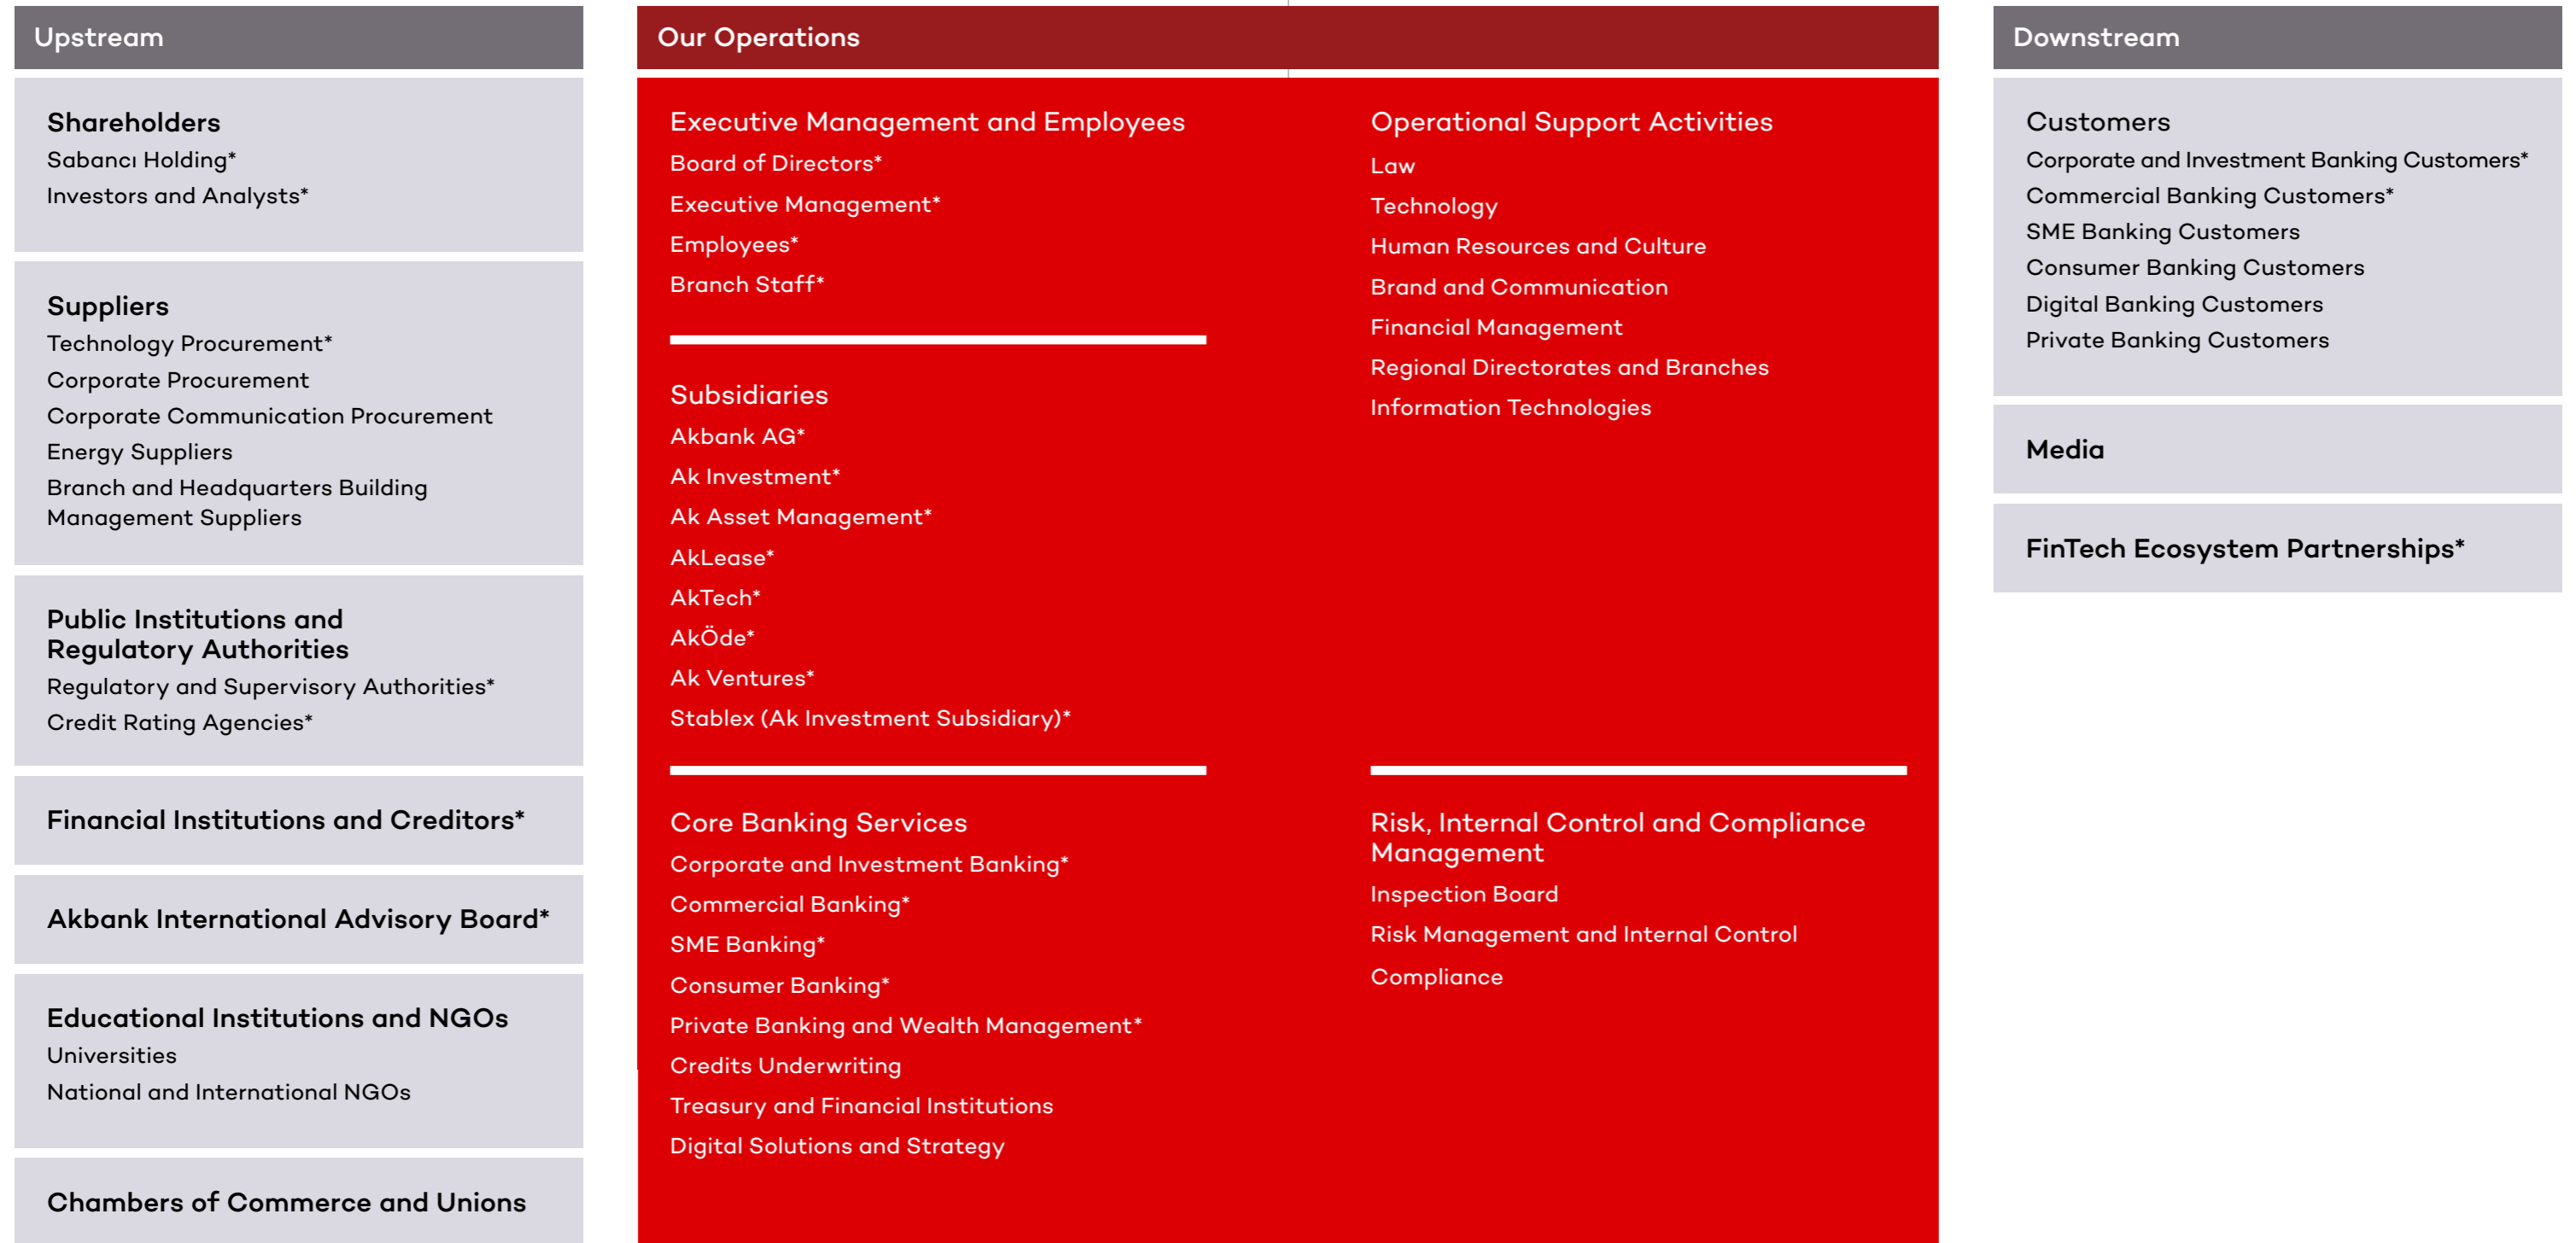 Upstream
Shareholders
Sabancı Holding*
Investors and Analysts*
Suppliers
Technology Procurement*
Corporate Procurement
Corporate Communication Procurement
Energy Suppliers
Branch and Headquarters Building
Management Suppliers
Public Institutions and
Regulatory Authorities
Regulatory and Supervisory Authorities*
Credit Rating Agencies*
Financial Institutions and Creditors*
Akbank International Advisory Board*
Educational Institutions and NGOs
Universities
National and International NGOs
Chambers of Commerce and Unions
Our Operations
Executive Management and Employees
Board of Directors*
Executive Management*
Employees*
Branch Staff*
Subsidiaries
Akbank AG*
Ak Investment*
Ak Asset Management*
AkLease*
AkTech*
AkÖde*
Ak Ventures*
Stablex (Ak Investment Subsidiary)*
Core Banking Services
Corporate and Investment Banking*
Commercial Banking*
SME Banking*
Consumer Banking*
Private Banking and Wealth Management*
Credits Underwriting
Treasury and Financial Institutions
Digital Solutions and Strategy
Operational Support Activities
Law
Technology
Human Resources and Culture
Brand and Communication
Financial Management
Regional Directorates and Branches
Information Technologies
Risk, Internal Control and Compliance
Management
Inspection Board
Risk Management and Internal Control
Compliance
Downstream
Customers
Corporate and Investment Banking Customers*
Commercial Banking Customers*
SME Banking Customers
Consumer Banking Customers
Digital Banking Customers
Private Banking Customers
Media
FinTech Ecosystem Partnerships*